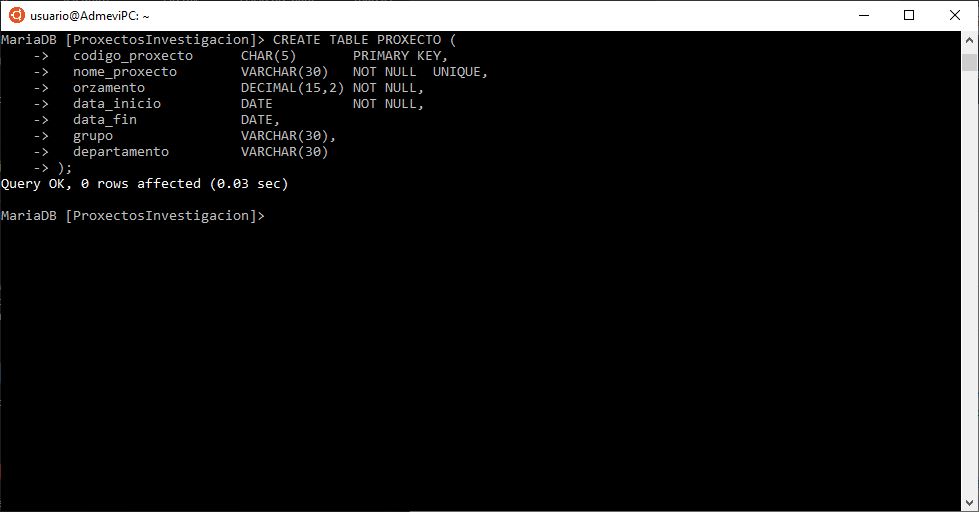 usuario@AdmeviPC: ~
MariaDB [ProxectosInvestigacion]> CREATE TABLE PROXECTO (
    ->   codigo_proxecto      CHAR(5)       PRIMARY KEY,
    ->   nome_proxecto        VARCHAR(30)   NOT NULL  UNIQUE,
    ->   orzamento            DECIMAL(15,2) NOT NULL,
    ->   data_inicio          DATE          NOT NULL,
    ->   data_fin             DATE,
    ->   grupo                VARCHAR(30),
    ->   departamento         VARCHAR(30)
    -> );
Query OK, 0 rows affected (0.03 sec)
MariaDB [ProxectosInvestigacion]>